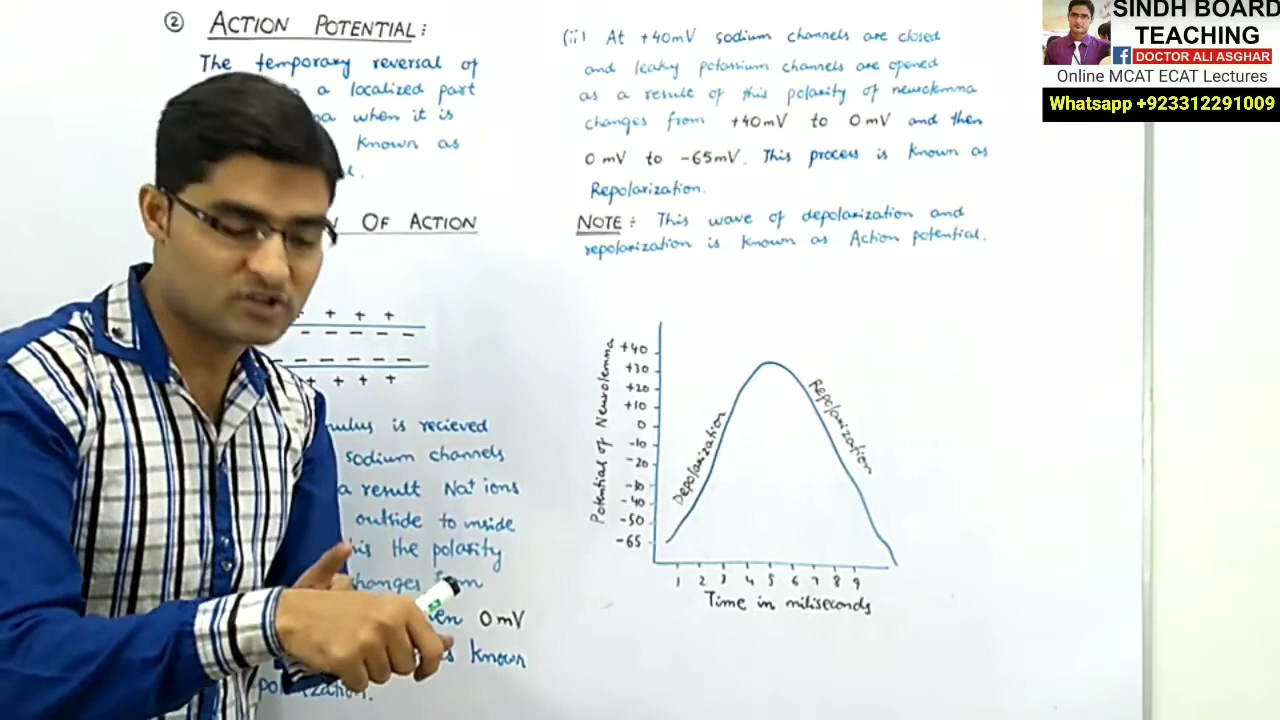 ② ACTION POTENTIAL:
The temporary reversal of
a localized part
when it is
known as
OF ACTION
+ + + +
− − − −
− − − −
+ + + +
is recieved
sodium channels
a result Na⁺ ions
outside to inside
the polarity
changes from
0 mV
known
(ii) At +40mV sodium channels are closed
and leaky potassium channels are opened
as a result of this polarity of neurolemma
changes from +40mV to 0mV and then
0mV to -65mV. This process is known as
Repolarization.
NOTE: This wave of depolarization and
repolarization is known as Action potential.
Potential of Neurolemma
+40
+30
+20
+10
0
-10
-20
-30
-40
-50
-65
Depolarization
Repolarization
1 2 3 4 5 6 7 8 9
Time in miliseconds
SINDH BOARD
TEACHING
f DOCTOR ALI ASGHAR
Online MCAT ECAT Lectures
Whatsapp +923312291009